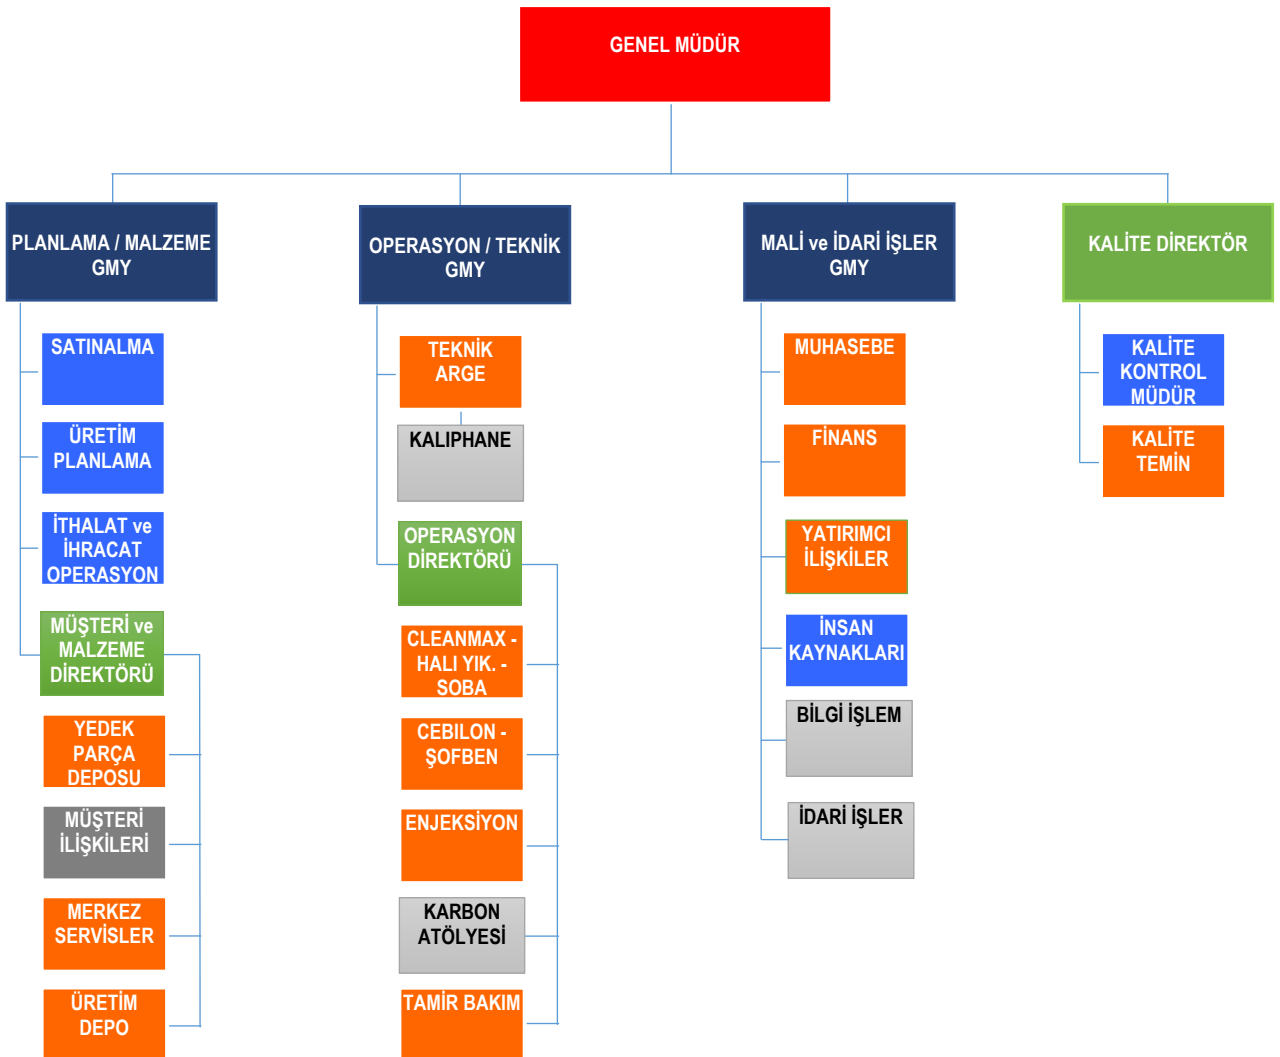 GENEL MÜDÜR
PLANLAMA / MALZEME
GMY
OPERASYON / TEKNİK
GMY
MALİ ve İDARİ İŞLER
GMY
KALİTE DİREKTÖR
SATINALMA
ÜRETİM
PLANLAMA
İTHALAT ve
İHRACAT
OPERASYON
MÜŞTERİ ve
MALZEME
DİREKTÖRÜ
YEDEK
PARÇA
DEPOSU
MÜŞTERİ
İLİŞKİLERİ
MERKEZ
SERVİSLER
ÜRETİM
DEPO
TEKNİK
ARGE
KALIPHANE
OPERASYON
DİREKTÖRÜ
CLEANMAX -
HALI YIK. -
SOBA
CEBILON -
ŞOFBEN
ENJEKSİYON
KARBON
ATÖLYESİ
TAMİR BAKIM
MUHASEBE
FİNANS
YATIRIMCI
İLİŞKİLER
İNSAN
KAYNAKLARI
BİLGİ İŞLEM
İDARİ İŞLER
KALİTE
KONTROL
MÜDÜR
KALİTE
TEMİN